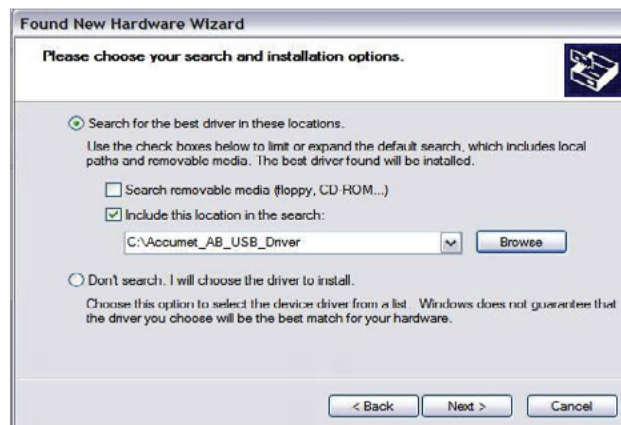 Found New Hardware Wizard
Please choose your search and installation options.
Search for the best driver in these locations.
Use the check boxes below to limit or expand the default search, which includes local
paths and removable media. The best driver found will be installed.
Search removable media (floppy, CD-ROM...)
Include this location in the search:
C:\Accumet_AB_USB_Driver
Browse
Don't search. I will choose the driver to install.
Choose this option to select the device driver from a list. Windows does not guarantee that
the driver you choose will be the best match for your hardware.
< Back
Next >
Cancel